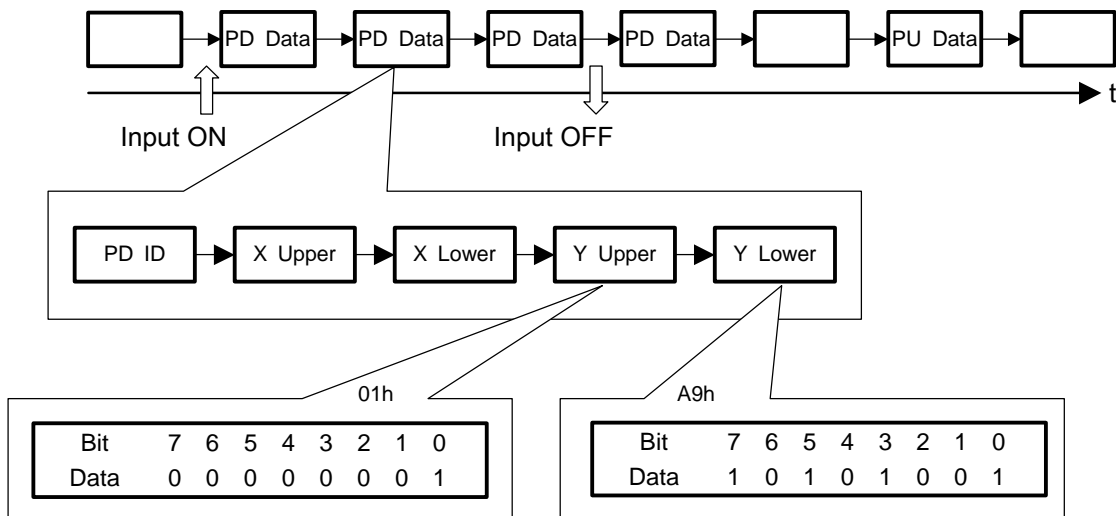 PD Data PD Data PD Data PD Data PU Data
t
Input ON Input OFF
PD ID X Upper X Lower Y Upper Y Lower
01h A9h
Bit 7 6 5 4 3 2 1 0
Data 0 0 0 0 0 0 0 1
Bit 7 6 5 4 3 2 1 0
Data 1 0 1 0 1 0 0 1